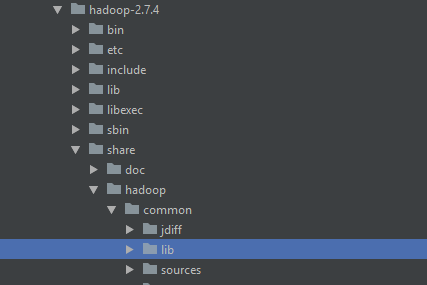 hadoop-2.7.4
bin
etc
include
lib
libexec
sbin
share
doc
hadoop
common
jdiff
lib
sources